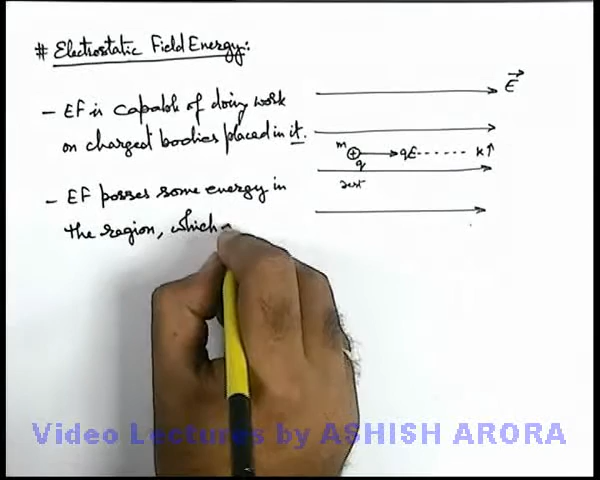 # Electrostatic Field Energy:
- EF is capable of doing work
on charged bodies placed in it.
- EF posses some energy in
the region, which
E
m
+
q
qE
K↑
rest
Video Lectures by ASHISH ARORA